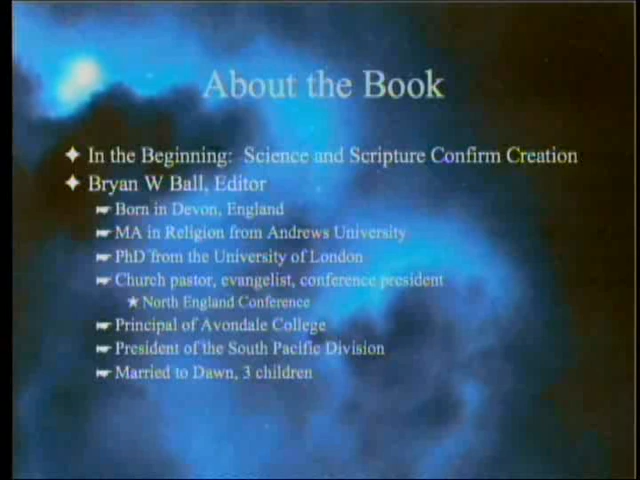 About the Book
In the Beginning: Science and Scripture Confirm Creation
Bryan W Ball, Editor
Born in Devon, England
MA in Religion from Andrews University
PhD from the University of London
Church pastor, evangelist, conference president
North England Conference
Principal of Avondale College
President of the South Pacific Division
Married to Dawn, 3 children